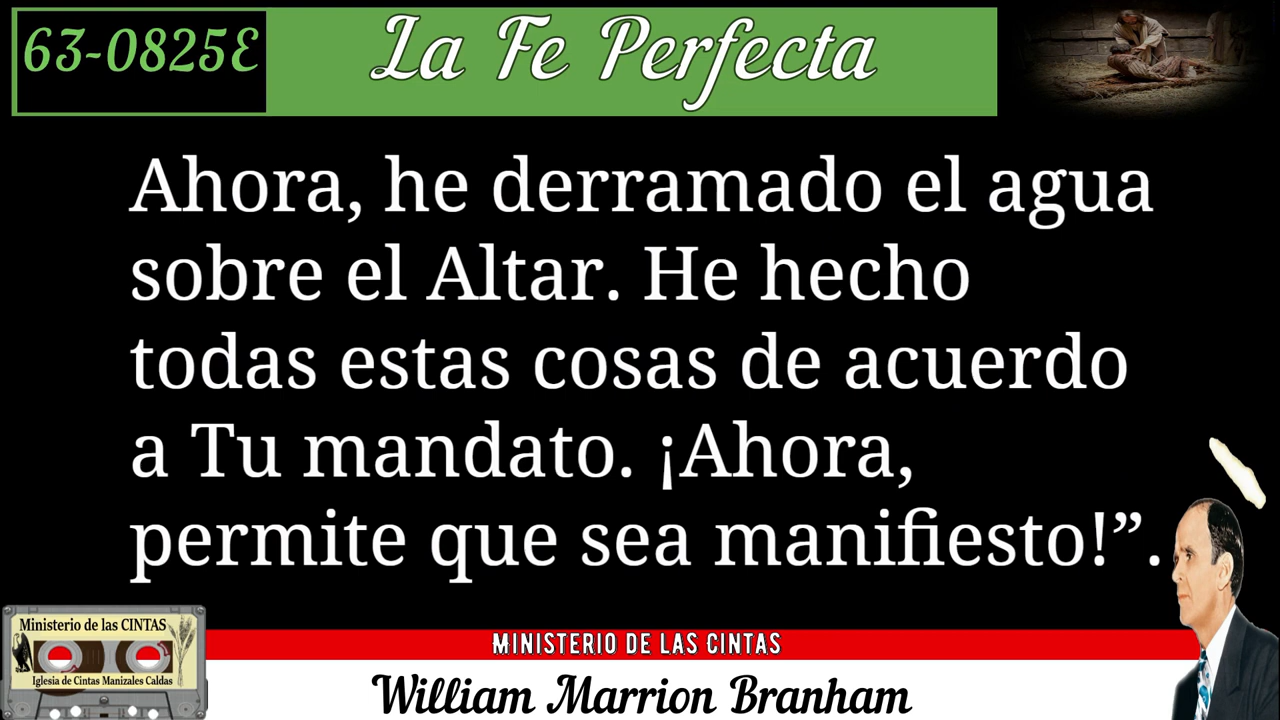 63-0825E
La Fe Perfecta
Ahora, he derramado el agua
sobre el Altar. He hecho
todas estas cosas de acuerdo
a Tu mandato. ¡Ahora,
permite que sea manifiesto!”.
Ministerio de las CINTAS
Iglesia de Cintas Manizales Caldas
MINISTERIO DE LAS CINTAS
William Marrion Branham